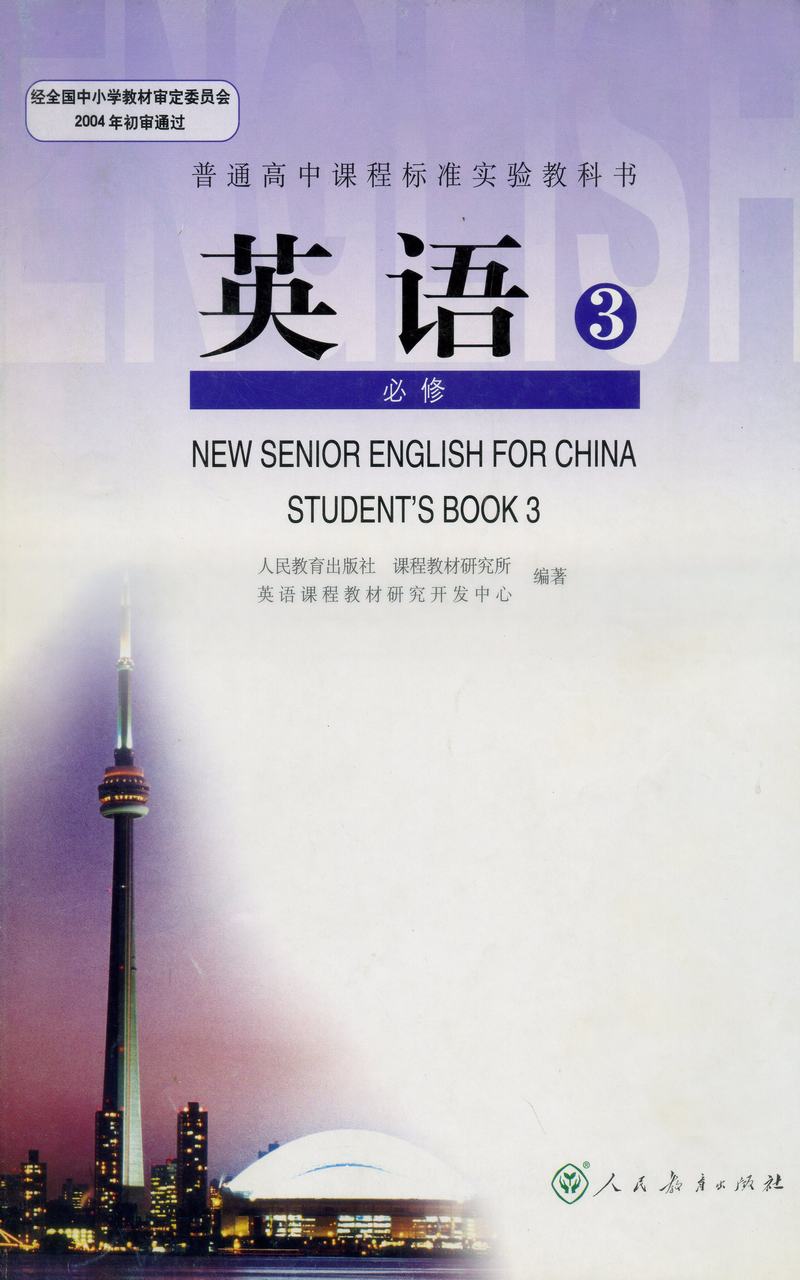 经全国中小学教材审定委员会
2004年初审通过
普通高中课程标准实验教科书
英语 3
必修
NEW SENIOR ENGLISH FOR CHINA
STUDENT'S BOOK 3
人民教育出版社 课程教材研究所
英语课程教材研究开发中心
编著
ENGLISH
人民教育出版社